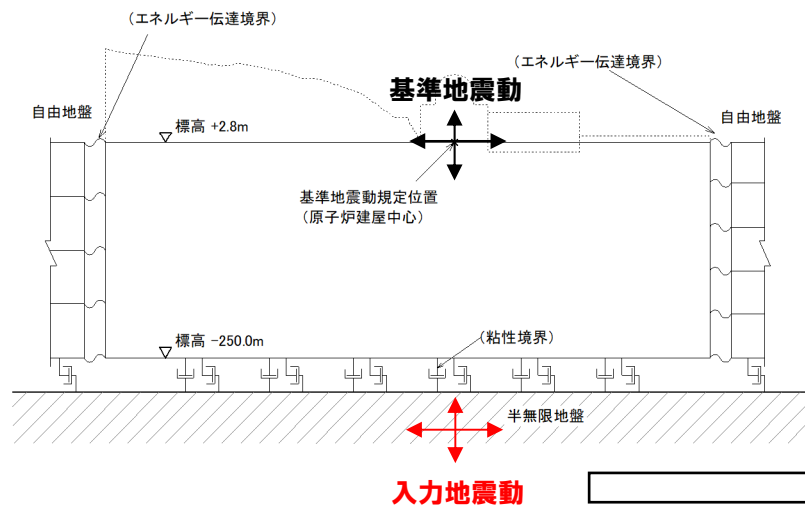 （エネルギー伝達境界）
（エネルギー伝達境界）
基準地震動
自由地盤
自由地盤
標高 +2.8m
基準地震動規定位置
（原子炉建屋中心）
標高 -250.0m
（粘性境界）
半無限地盤
入力地震動